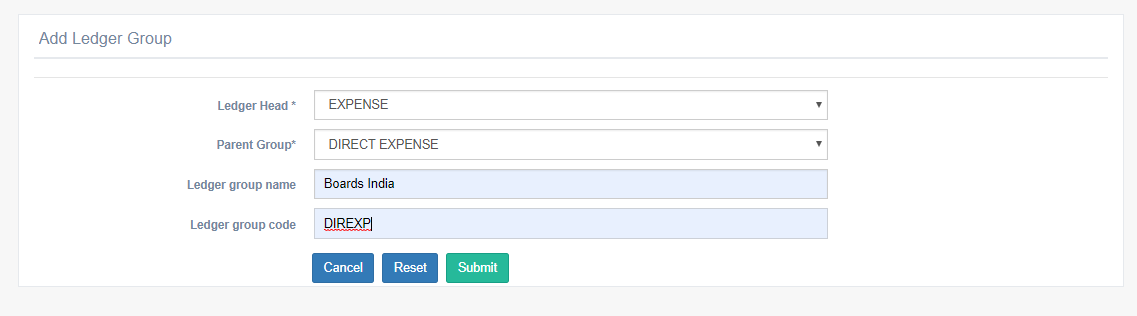 Add Ledger Group
Ledger Head * EXPENSE
Parent Group* DIRECT EXPENSE
Ledger group name Boards India
Ledger group code DIREXP
Cancel Reset Submit